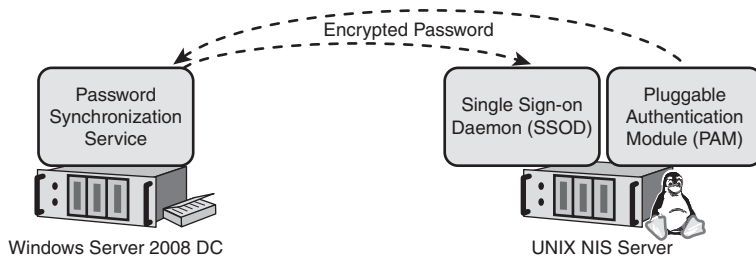 Encrypted Password
Password
Synchronization
Service
Single Sign-on
Daemon (SSOD)
Pluggable
Authentication
Module (PAM)
Windows Server 2008 DC
UNIX NIS Server